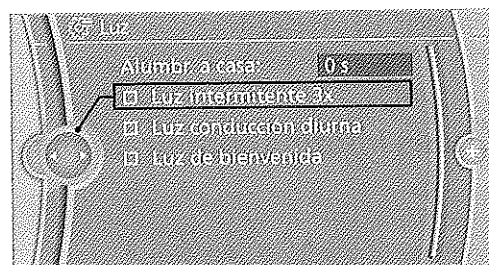 Luz
Alumbr. a casa: 0 s
Luz intermitente 3x
Luz conducción diurna
Luz de bienvenida